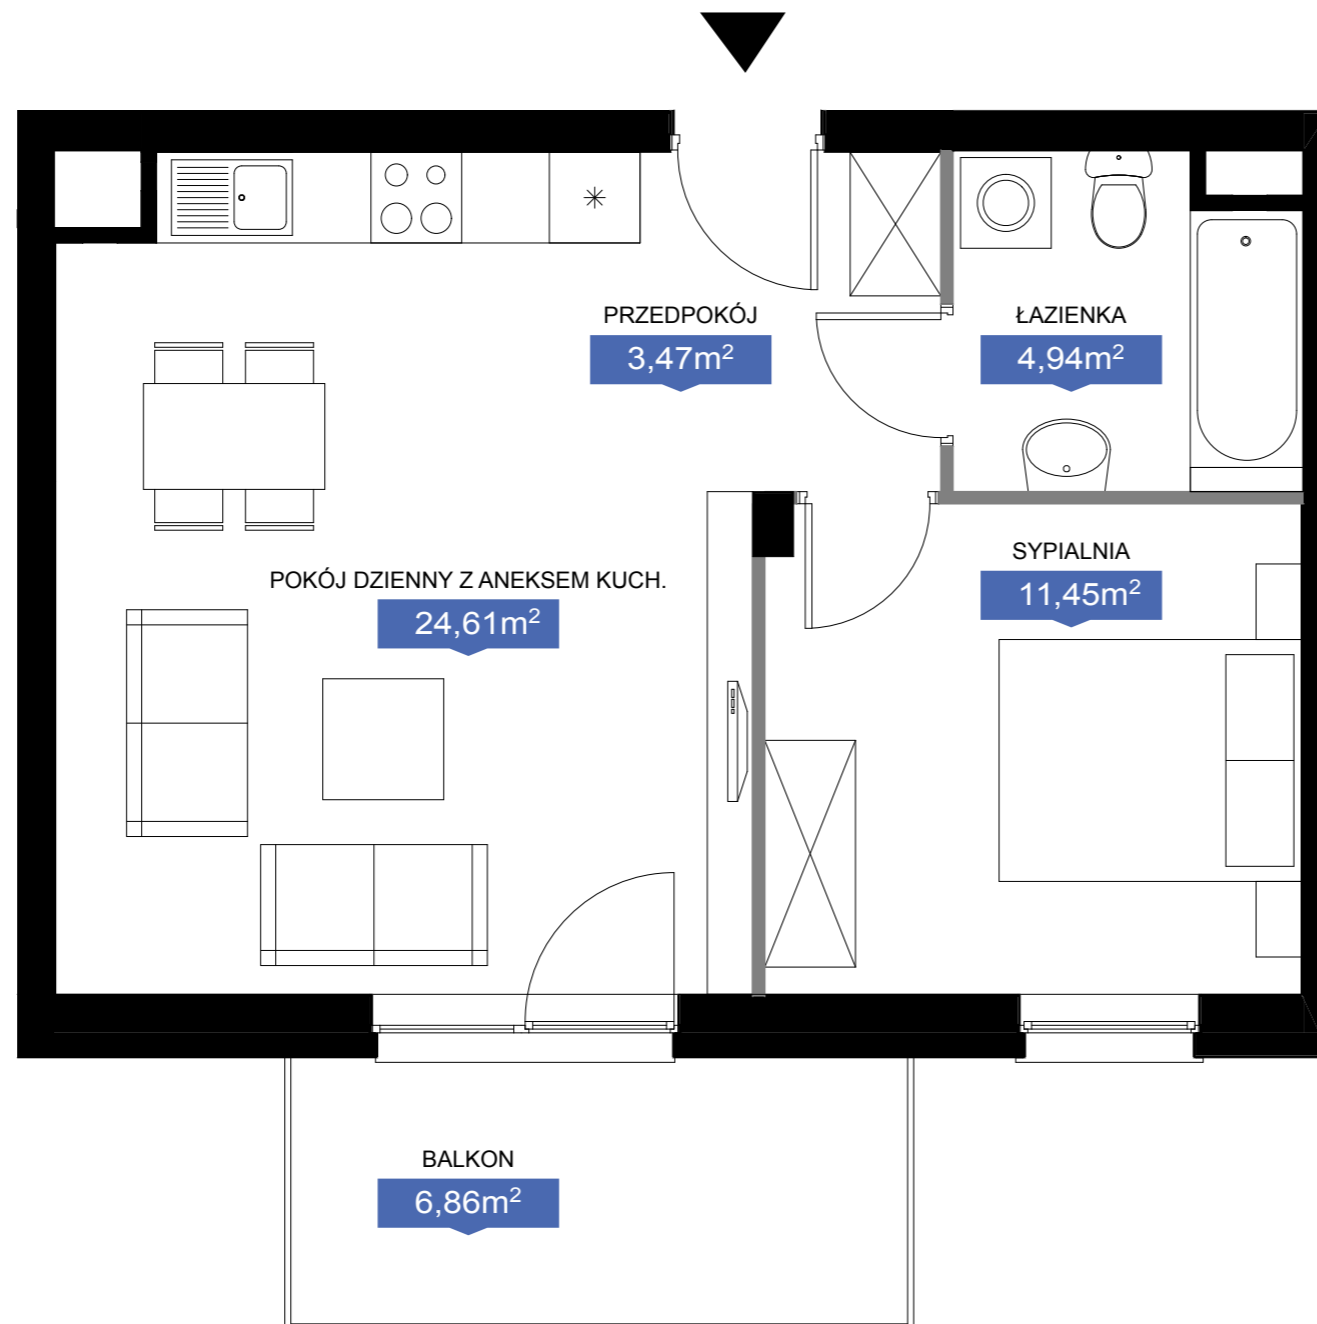 PRZEDPOKÓJ
3,47m²
ŁAZIENKA
4,94m²
SYPIALNIA
11,45m²
POKÓJ DZIENNY Z ANEKSEM KUCH.
24,61m²
BALKON
6,86m²